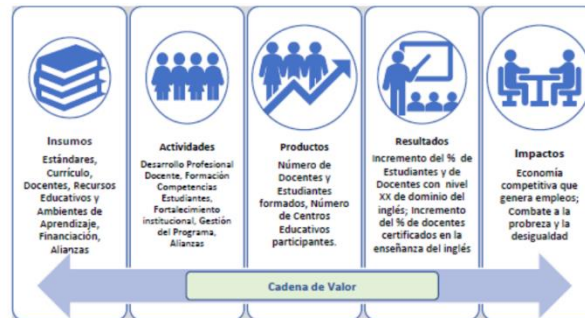 Insumos
Estándares,
Currículo,
Docentes, Recursos
Educativos y
Ambientes de
Aprendizaje,
Financiación,
Alianzas
Actividades
Desarrollo Profesional
Docente, Formación
Competencias
Estudiantes,
Fortalecimiento
institucional, Gestión
del Programa,
Alianzas
Productos
Número de
Docentes y
Estudiantes
formados, Número
de Centros
Educativos
participantes.
Resultados
Incremento del % de
Estudiantes y de
Docentes con nivel
XX de dominio del
inglés; Incremento
del % de docentes
certificados en la
enseñanza del inglés
Impactos
Economía
competitiva que
genera empleos;
Combate a la
probreza y la
desigualdad
Cadena de Valor